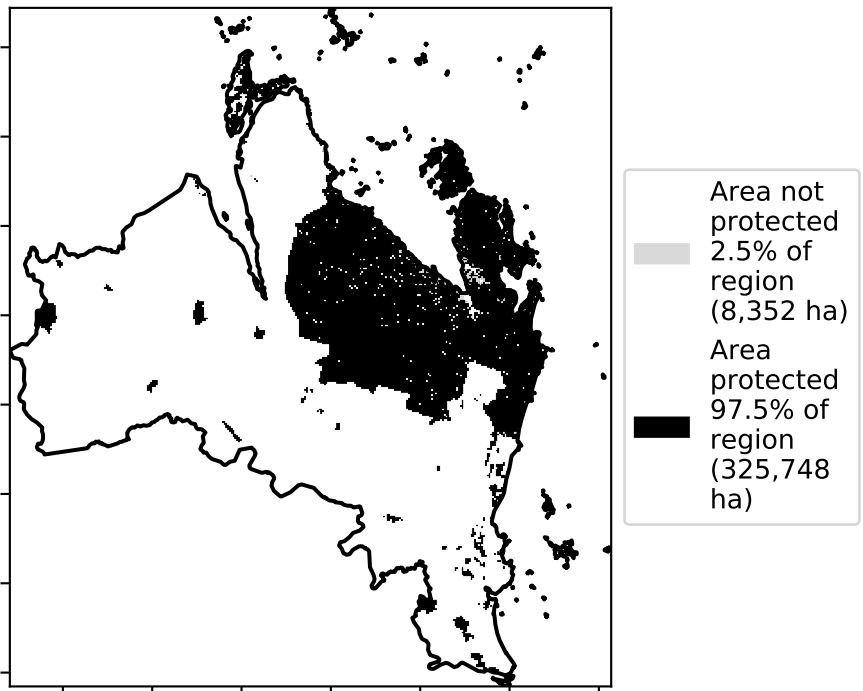 Area not
protected
2.5% of
region
(8,352 ha)
Area
protected
97.5% of
region
(325,748
ha)